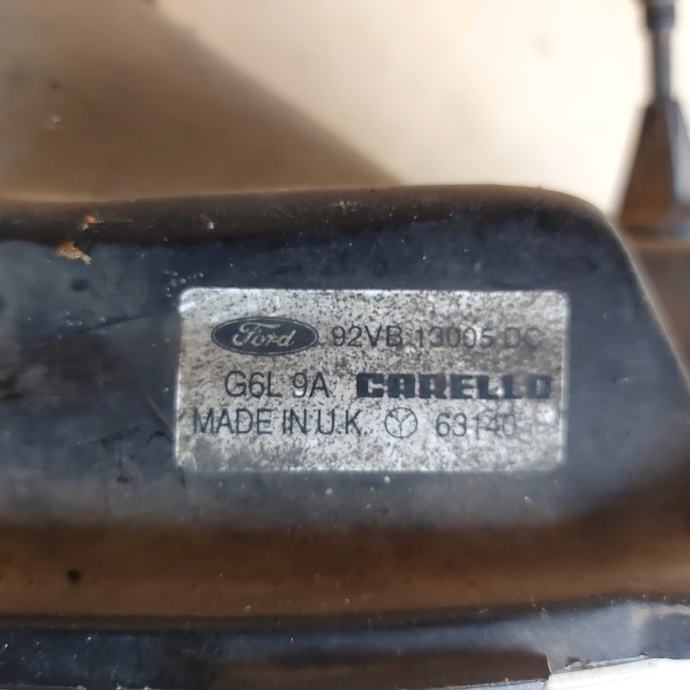 Ford 92VB 13005 DC
G6L 9A CARELLO
MADE IN U.K. 63140